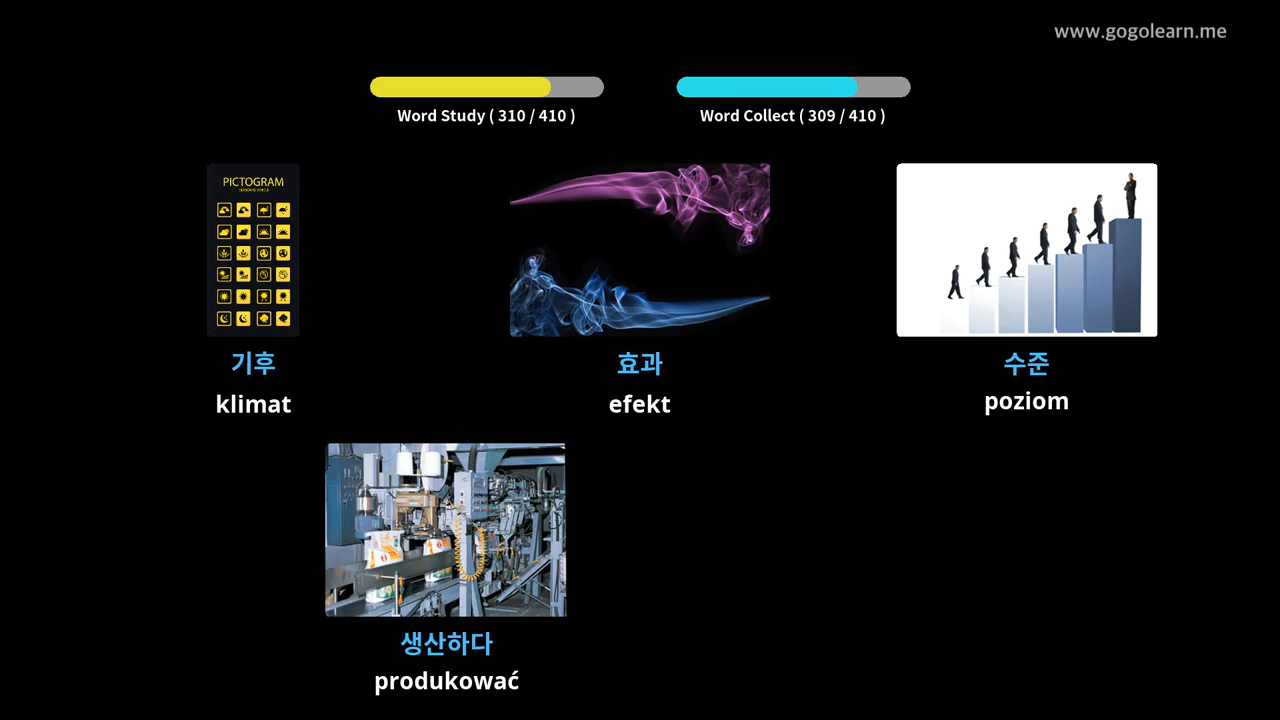 www.gogolearn.me
Word Study ( 310 / 410 )
Word Collect ( 309 / 410 )
PICTOGRAM
기후
klimat
효과
efekt
수준
poziom
생산하다
produkować